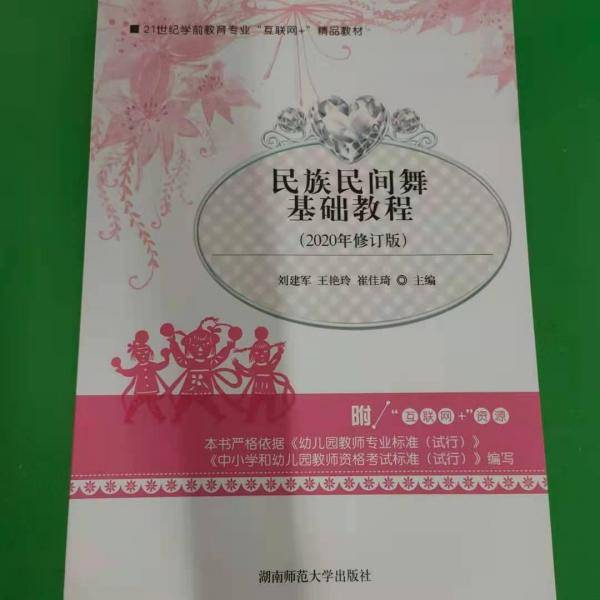 ■ 21世纪学前教育专业“互联网+”精品教材
民族民间舞
基础教程
(2020年修订版)
刘建军 王艳玲 崔佳琦 ◎ 主编
附/“互联网+”资源
本书严格依据《幼儿园教师专业标准（试行）》
《中小学和幼儿园教师资格考试标准（试行）》编写
湖南师范大学出版社